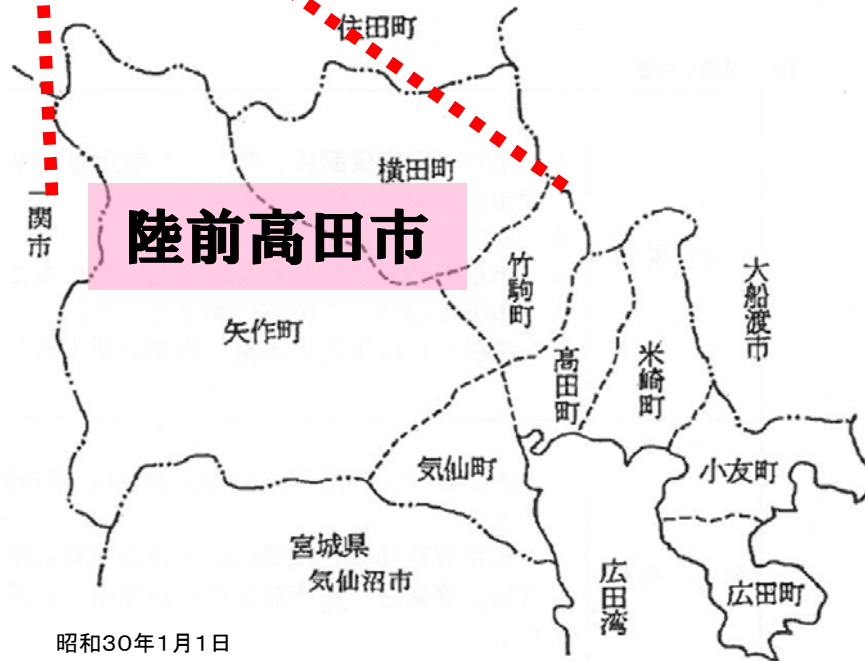 住田町
横田町
一関市
陸前高田市
竹駒町
大船渡市
矢作町
高田町
米崎町
気仙町
小友町
宮城県
気仙沼市
広田湾
広田町
昭和30年1月1日